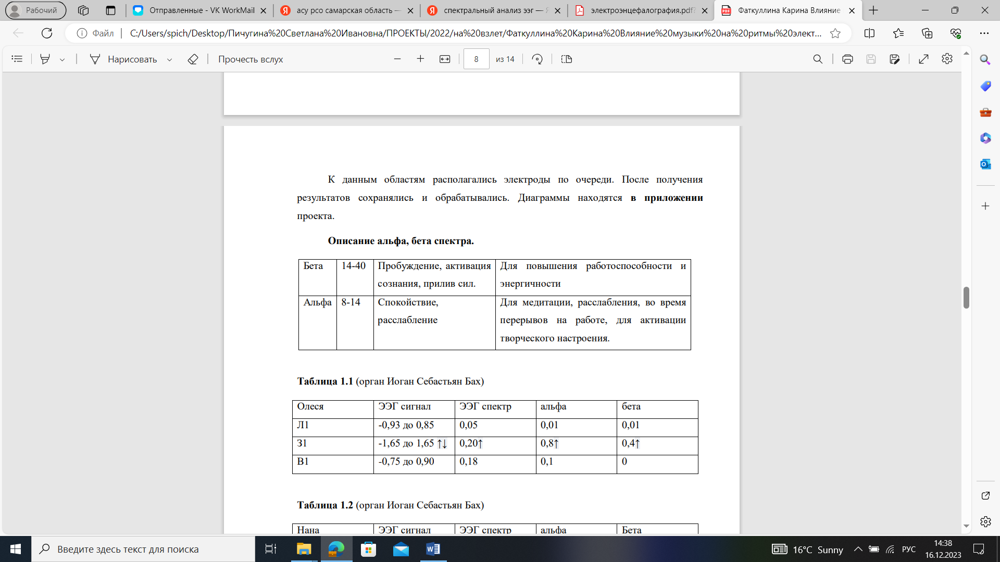 Рабочий
Отправленные - VK WorkMail
асу рсо самарская область —
спектральный анализ ээг —
электроэнцефалография.pdf?
Фаткуллина Карина Влияние
Файл
C:/Users/spich/Desktop/Пичугина%20Светлана%20Ивановна/ПРОЕКТЫ/2022/на%20взлет/Фаткуллина%20Карина%20Влияние%20музыки%20на%20ритмы%20элект...
Нарисовать
Прочесть вслух
8
из 14
К данным областям располагались электроды по очереди. После получения
результатов сохранялись и обрабатывались. Диаграммы находятся в приложении
проекта.
Описание альфа, бета спектра.
Бета 14-40 Пробуждение, активация Для повышения работоспособности и
сознания, прилив сил. энергичности
Альфа 8-14 Спокойствие, Для медитации, расслабления, во время
расслабление перерывов на работе, для активации
творческого настроения.
Таблица 1.1 (орган Иоган Себастьян Бах)
Олеся ЭЭГ сигнал ЭЭГ спектр альфа бета
Л1 -0,93 до 0,85 0,05 0,01 0,01
З1 -1,65 до 1,65 ↑↓ 0,20↑ 0,8↑ 0,4↑
В1 -0,75 до 0,90 0,18 0,1 0
Таблица 1.2 (орган Иоган Себастьян Бах)
Нана ЭЭГ сигнал ЭЭГ спектр альфа Бета
Введите здесь текст для поиска
16°C Sunny
РУС
14:38
16.12.2023